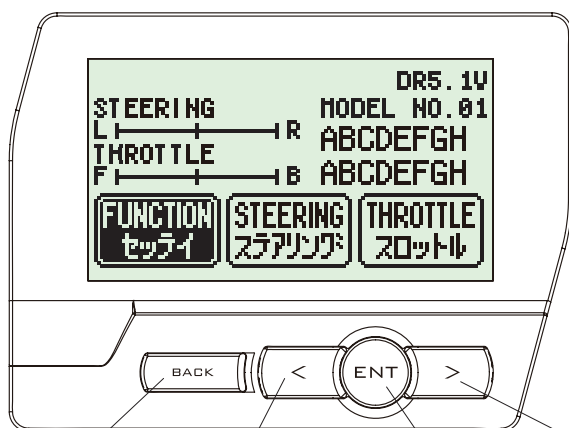 DR5.1V
STEERING
MODEL NO.01
L R
ABCDEFGH
THROTTLE
F B
ABCDEFGH
FUNCTION STEERING THROTTLE
セッテイ ステアリング スロットル
BACK < ENT >